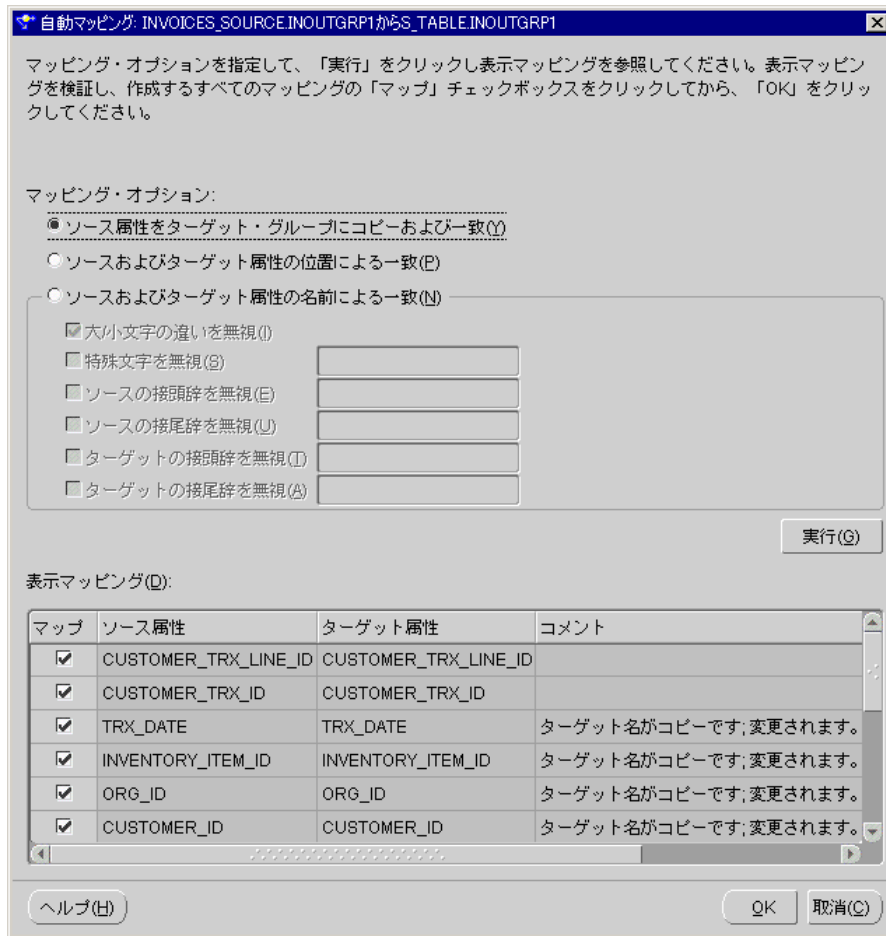 自動マッピング: INVOICES_SOURCE.INOUTGRP1からS_TABLE.INOUTGRP1
マッピング・オプションを指定して、「実行」をクリックし表示マッピングを参照してください。表示マッピン
グを検証し、作成するすべてのマッピングの「マップ」チェックボックスをクリックしてから、「OK」をクリッ
クしてください。
マッピング・オプション:
ソース属性をターゲット・グループにコピーおよび一致(Y)
ソースおよびターゲット属性の位置による一致(P)
ソースおよびターゲット属性の名前による一致(N)
大/小文字の違いを無視(I)
特殊文字を無視(S)
ソースの接頭辞を無視(E)
ソースの接尾辞を無視(U)
ターゲットの接頭辞を無視(T)
ターゲットの接尾辞を無視(A)
実行(G)
表示マッピング(D):
マップ ソース属性 ターゲット属性 コメント
CUSTOMER_TRX_LINE_ID CUSTOMER_TRX_LINE_ID
CUSTOMER_TRX_ID CUSTOMER_TRX_ID
TRX_DATE TRX_DATE ターゲット名がコピーです;変更されます。
INVENTORY_ITEM_ID INVENTORY_ITEM_ID ターゲット名がコピーです;変更されます。
ORG_ID ORG_ID ターゲット名がコピーです;変更されます。
CUSTOMER_ID CUSTOMER_ID ターゲット名がコピーです;変更されます。
ヘルプ(H) OK 取消(C)